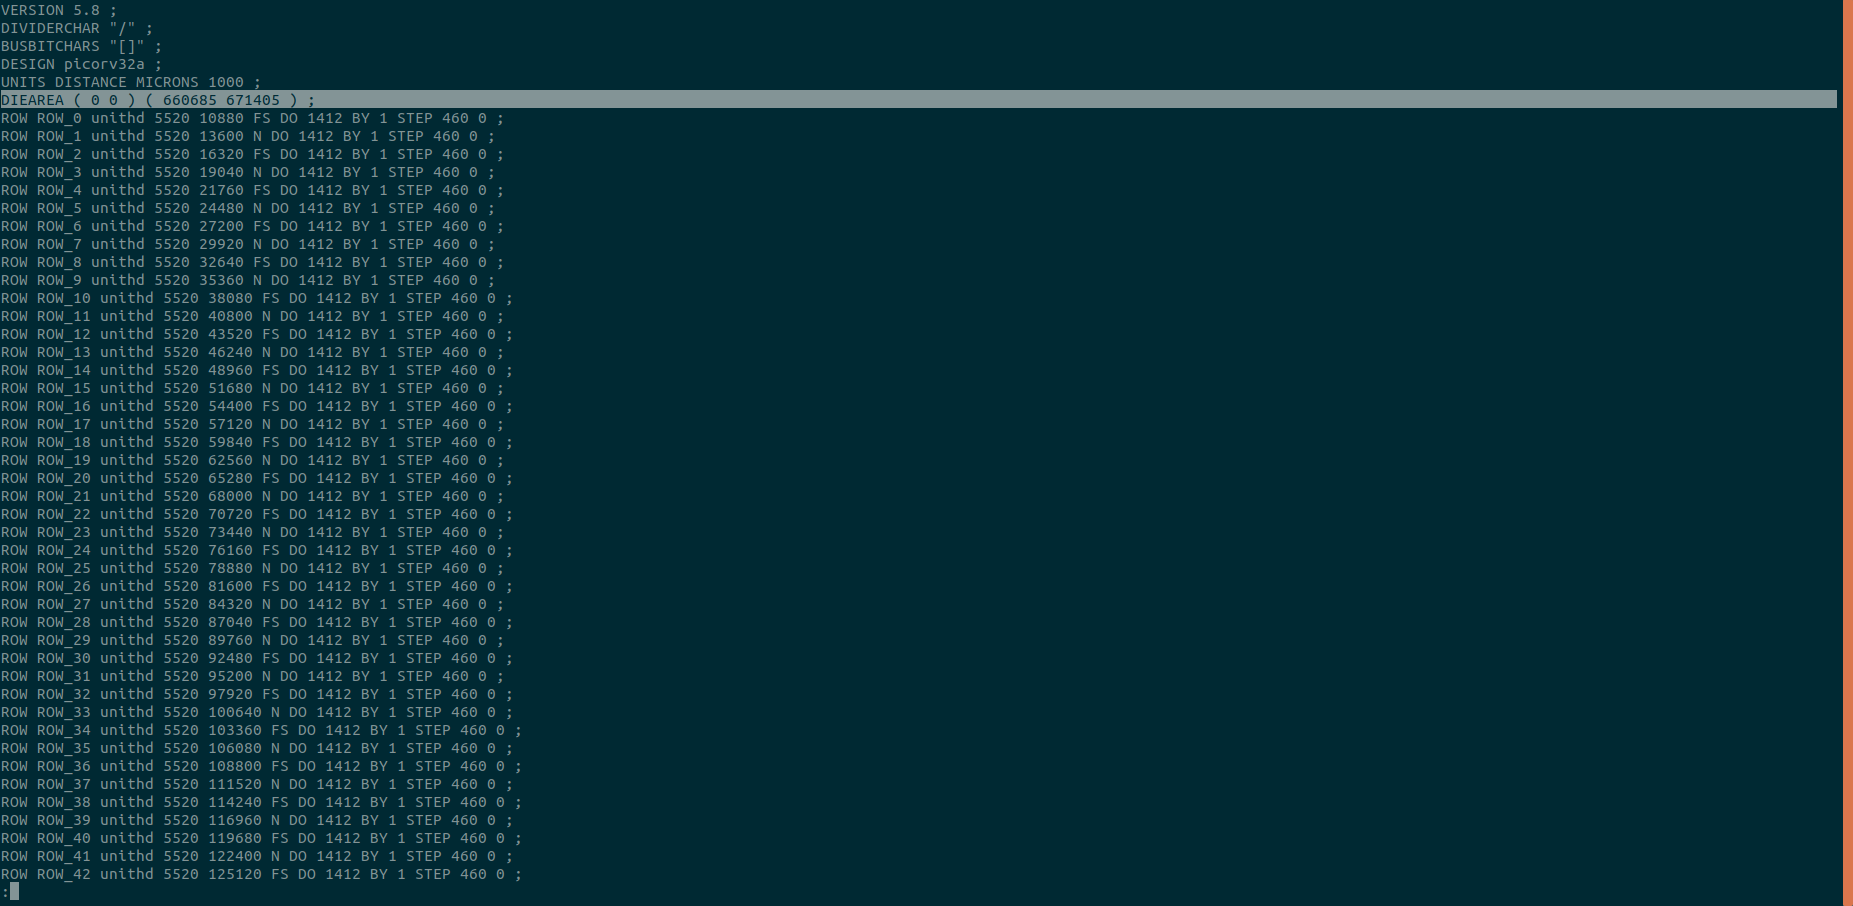 VERSION 5.8 ;
DIVIDERCHAR "/" ;
BUSBITCHARS "[]" ;
DESIGN picorv32a ;
UNITS DISTANCE MICRONS 1000 ;
DIEAREA ( 0 0 ) ( 660685 671405 ) ;
ROW ROW_0 unithd 5520 10880 FS DO 1412 BY 1 STEP 460 0 ;
ROW ROW_1 unithd 5520 13600 N DO 1412 BY 1 STEP 460 0 ;
ROW ROW_2 unithd 5520 16320 FS DO 1412 BY 1 STEP 460 0 ;
ROW ROW_3 unithd 5520 19040 N DO 1412 BY 1 STEP 460 0 ;
ROW ROW_4 unithd 5520 21760 FS DO 1412 BY 1 STEP 460 0 ;
ROW ROW_5 unithd 5520 24480 N DO 1412 BY 1 STEP 460 0 ;
ROW ROW_6 unithd 5520 27200 FS DO 1412 BY 1 STEP 460 0 ;
ROW ROW_7 unithd 5520 29920 N DO 1412 BY 1 STEP 460 0 ;
ROW ROW_8 unithd 5520 32640 FS DO 1412 BY 1 STEP 460 0 ;
ROW ROW_9 unithd 5520 35360 N DO 1412 BY 1 STEP 460 0 ;
ROW ROW_10 unithd 5520 38080 FS DO 1412 BY 1 STEP 460 0 ;
ROW ROW_11 unithd 5520 40800 N DO 1412 BY 1 STEP 460 0 ;
ROW ROW_12 unithd 5520 43520 FS DO 1412 BY 1 STEP 460 0 ;
ROW ROW_13 unithd 5520 46240 N DO 1412 BY 1 STEP 460 0 ;
ROW ROW_14 unithd 5520 48960 FS DO 1412 BY 1 STEP 460 0 ;
ROW ROW_15 unithd 5520 51680 N DO 1412 BY 1 STEP 460 0 ;
ROW ROW_16 unithd 5520 54400 FS DO 1412 BY 1 STEP 460 0 ;
ROW ROW_17 unithd 5520 57120 N DO 1412 BY 1 STEP 460 0 ;
ROW ROW_18 unithd 5520 59840 FS DO 1412 BY 1 STEP 460 0 ;
ROW ROW_19 unithd 5520 62560 N DO 1412 BY 1 STEP 460 0 ;
ROW ROW_20 unithd 5520 65280 FS DO 1412 BY 1 STEP 460 0 ;
ROW ROW_21 unithd 5520 68000 N DO 1412 BY 1 STEP 460 0 ;
ROW ROW_22 unithd 5520 70720 FS DO 1412 BY 1 STEP 460 0 ;
ROW ROW_23 unithd 5520 73440 N DO 1412 BY 1 STEP 460 0 ;
ROW ROW_24 unithd 5520 76160 FS DO 1412 BY 1 STEP 460 0 ;
ROW ROW_25 unithd 5520 78880 N DO 1412 BY 1 STEP 460 0 ;
ROW ROW_26 unithd 5520 81600 FS DO 1412 BY 1 STEP 460 0 ;
ROW ROW_27 unithd 5520 84320 N DO 1412 BY 1 STEP 460 0 ;
ROW ROW_28 unithd 5520 87040 FS DO 1412 BY 1 STEP 460 0 ;
ROW ROW_29 unithd 5520 89760 N DO 1412 BY 1 STEP 460 0 ;
ROW ROW_30 unithd 5520 92480 FS DO 1412 BY 1 STEP 460 0 ;
ROW ROW_31 unithd 5520 95200 N DO 1412 BY 1 STEP 460 0 ;
ROW ROW_32 unithd 5520 97920 FS DO 1412 BY 1 STEP 460 0 ;
ROW ROW_33 unithd 5520 100640 N DO 1412 BY 1 STEP 460 0 ;
ROW ROW_34 unithd 5520 103360 FS DO 1412 BY 1 STEP 460 0 ;
ROW ROW_35 unithd 5520 106080 N DO 1412 BY 1 STEP 460 0 ;
ROW ROW_36 unithd 5520 108800 FS DO 1412 BY 1 STEP 460 0 ;
ROW ROW_37 unithd 5520 111520 N DO 1412 BY 1 STEP 460 0 ;
ROW ROW_38 unithd 5520 114240 FS DO 1412 BY 1 STEP 460 0 ;
ROW ROW_39 unithd 5520 116960 N DO 1412 BY 1 STEP 460 0 ;
ROW ROW_40 unithd 5520 119680 FS DO 1412 BY 1 STEP 460 0 ;
ROW ROW_41 unithd 5520 122400 N DO 1412 BY 1 STEP 460 0 ;
ROW ROW_42 unithd 5520 125120 FS DO 1412 BY 1 STEP 460 0 ;
: